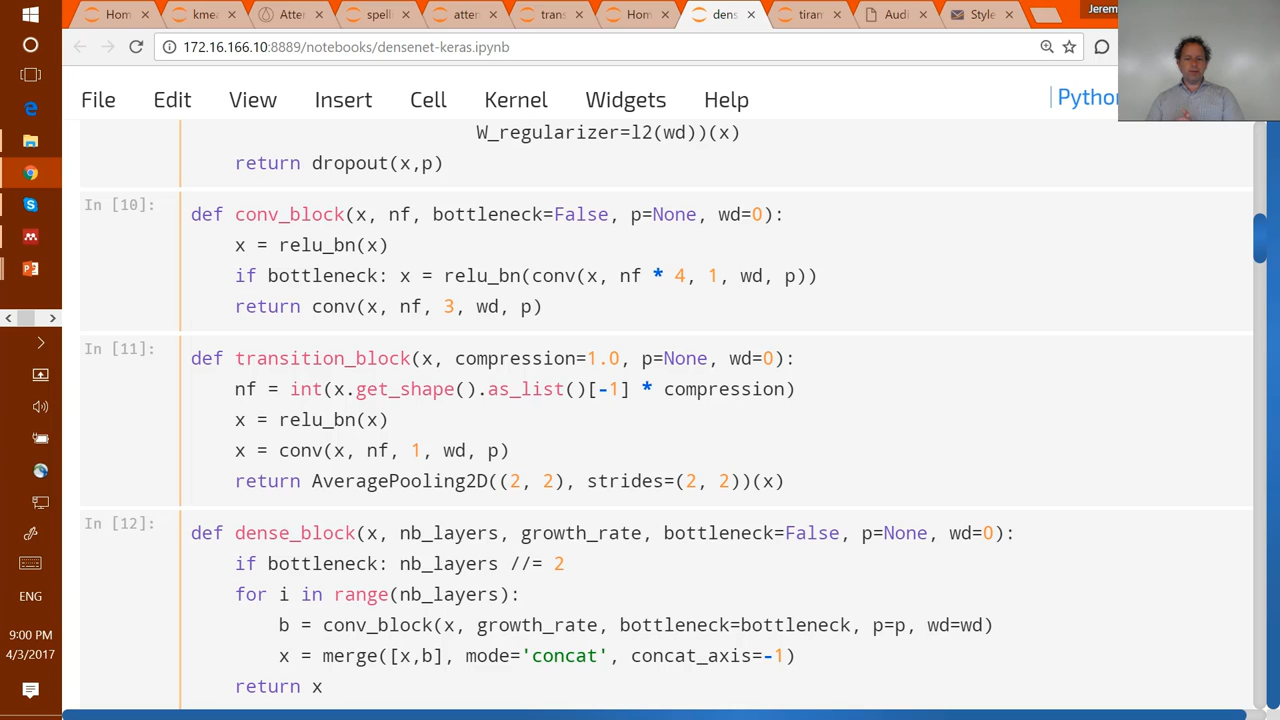 Hom
kmea
Atten
spelle
atten
trans
Hom
dens
tiram
Audi
Style
Jerem
172.16.166.10:8889/notebooks/densenet-keras.ipynb
File Edit View Insert Cell Kernel Widgets Help
Pytho
W_regularizer=l2(wd))(x)
return dropout(x,p)
In [10]:
def conv_block(x, nf, bottleneck=False, p=None, wd=0):
x = relu_bn(x)
if bottleneck: x = relu_bn(conv(x, nf * 4, 1, wd, p))
return conv(x, nf, 3, wd, p)
In [11]:
def transition_block(x, compression=1.0, p=None, wd=0):
nf = int(x.get_shape().as_list()[-1] * compression)
x = relu_bn(x)
x = conv(x, nf, 1, wd, p)
return AveragePooling2D((2, 2), strides=(2, 2))(x)
In [12]:
def dense_block(x, nb_layers, growth_rate, bottleneck=False, p=None, wd=0):
if bottleneck: nb_layers //= 2
for i in range(nb_layers):
b = conv_block(x, growth_rate, bottleneck=bottleneck, p=p, wd=wd)
x = merge([x,b], mode='concat', concat_axis=-1)
return x
ENG
9:00 PM
4/3/2017